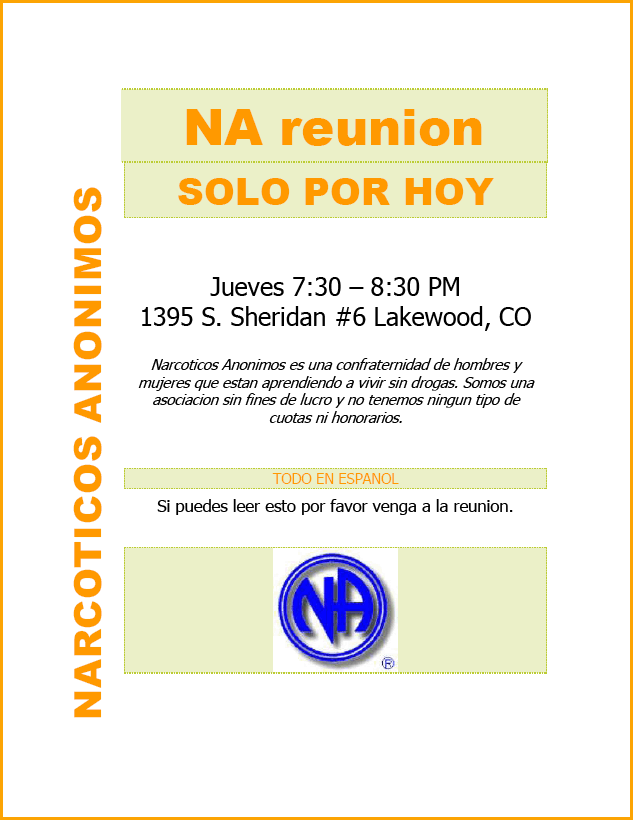 NA reunion
SOLO POR HOY
NARCOTICOS ANONIMOS
Jueves 7:30 – 8:30 PM
1395 S. Sheridan #6 Lakewood, CO
Narcoticos Anonimos es una confraternidad de hombres y
mujeres que estan aprendiendo a vivir sin drogas. Somos una
asociacion sin fines de lucro y no tenemos ningun tipo de
cuotas ni honorarios.
TODO EN ESPANOL
Si puedes leer esto por favor venga a la reunion.
NA
®